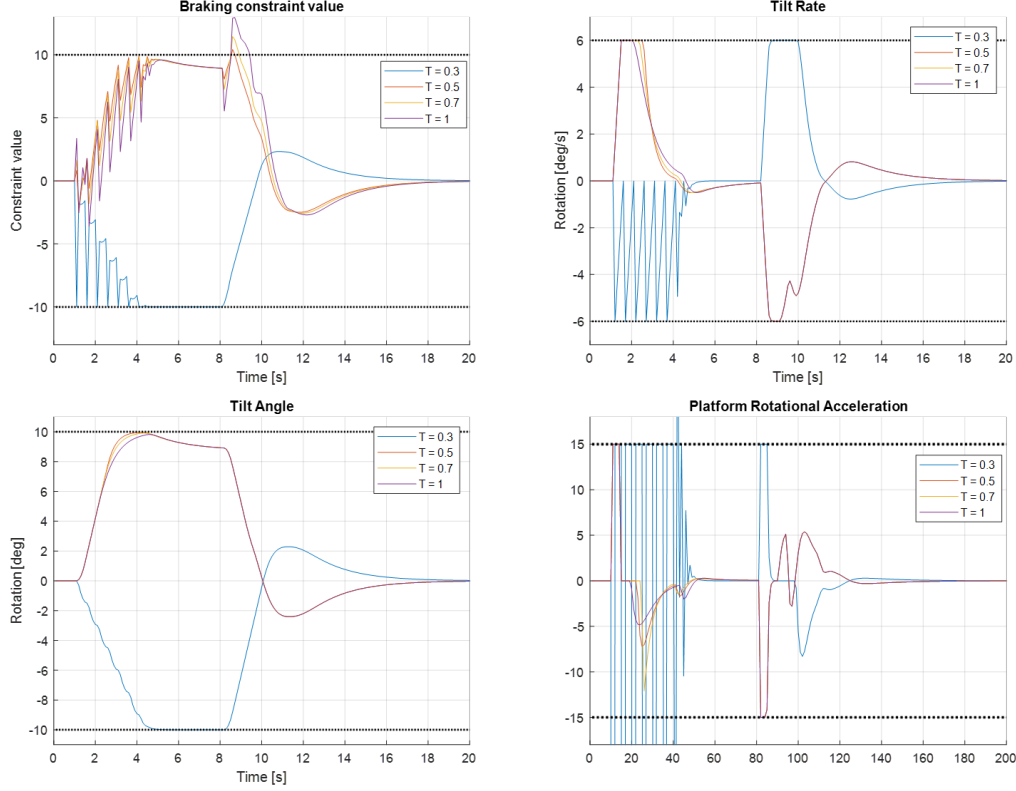 Braking constraint value
10
5
0
-5
-10
Constraint value
0 2 4 6 8 10 12 14 16 18 20
Time [s]
T = 0.3
T = 0.5
T = 0.7
T = 1
Tilt Rate
6
4
2
0
-2
-4
-6
Rotation [deg/s]
0 2 4 6 8 10 12 14 16 18 20
Time [s]
T = 0.3
T = 0.5
T = 0.7
T = 1
Tilt Angle
10
8
6
4
2
0
-2
-4
-6
-8
-10
Rotation [deg]
0 2 4 6 8 10 12 14 16 18 20
Time [s]
T = 0.3
T = 0.5
T = 0.7
T = 1
Platform Rotational Acceleration
15
10
5
0
-5
-10
-15
0 20 40 60 80 100 120 140 160 180 200
T = 0.3
T = 0.5
T = 0.7
T = 1